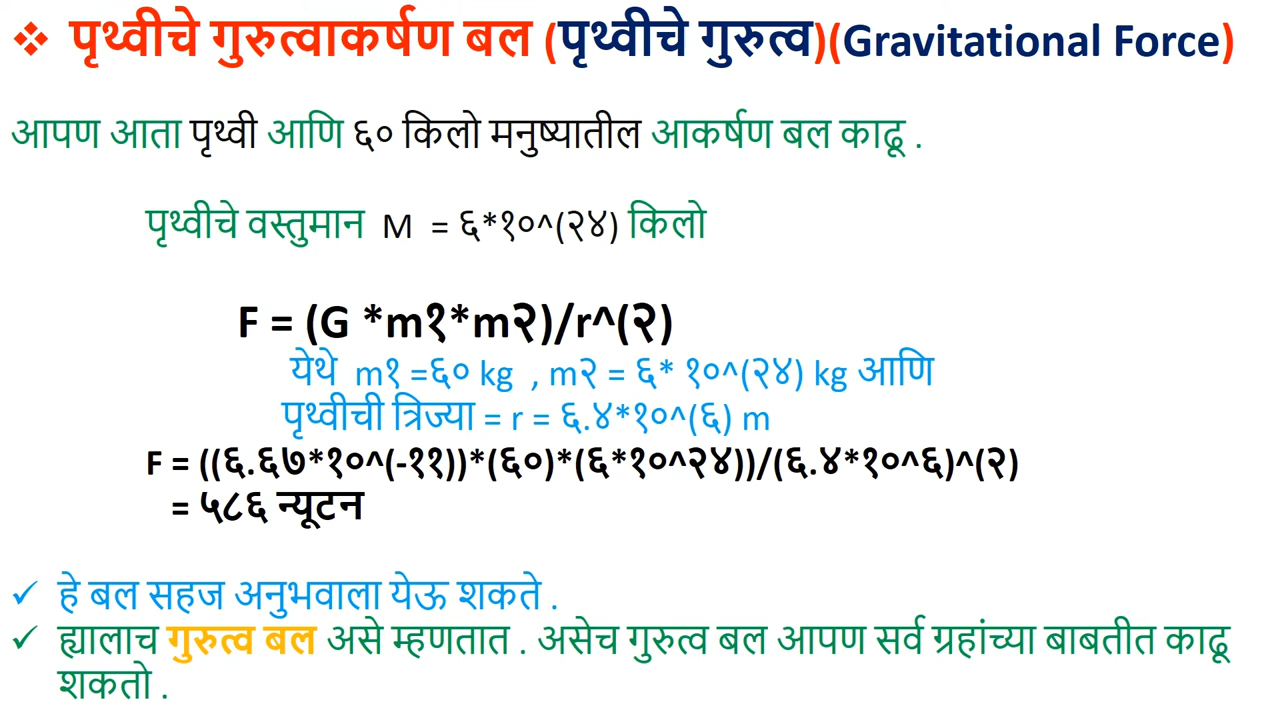 ❖ पृथ्वीचे गुरुत्वाकर्षण बल (पृथ्वीचे गुरुत्व)(Gravitational Force)
आपण आता पृथ्वी आणि ६० किलो मनुष्यातील आकर्षण बल काढू .
पृथ्वीचे वस्तुमान M = ६*१०^(२४) किलो
F = (G *m१*m२)/r^(२)
येथे m१ =६० kg , m२ = ६* १०^(२४) kg आणि
पृथ्वीची त्रिज्या = r = ६.४*१०^(६) m
F = ((६.६७*१०^(-११))*(६०)*(६*१०^२४))/(६.४*१०^६)^(२)
= ५८६ न्यूटन
✓ हे बल सहज अनुभवाला येऊ शकते .
✓ ह्यालाच गुरुत्व बल असे म्हणतात . असेच गुरुत्व बल आपण सर्व ग्रहांच्या बाबतीत काढू
शकतो .